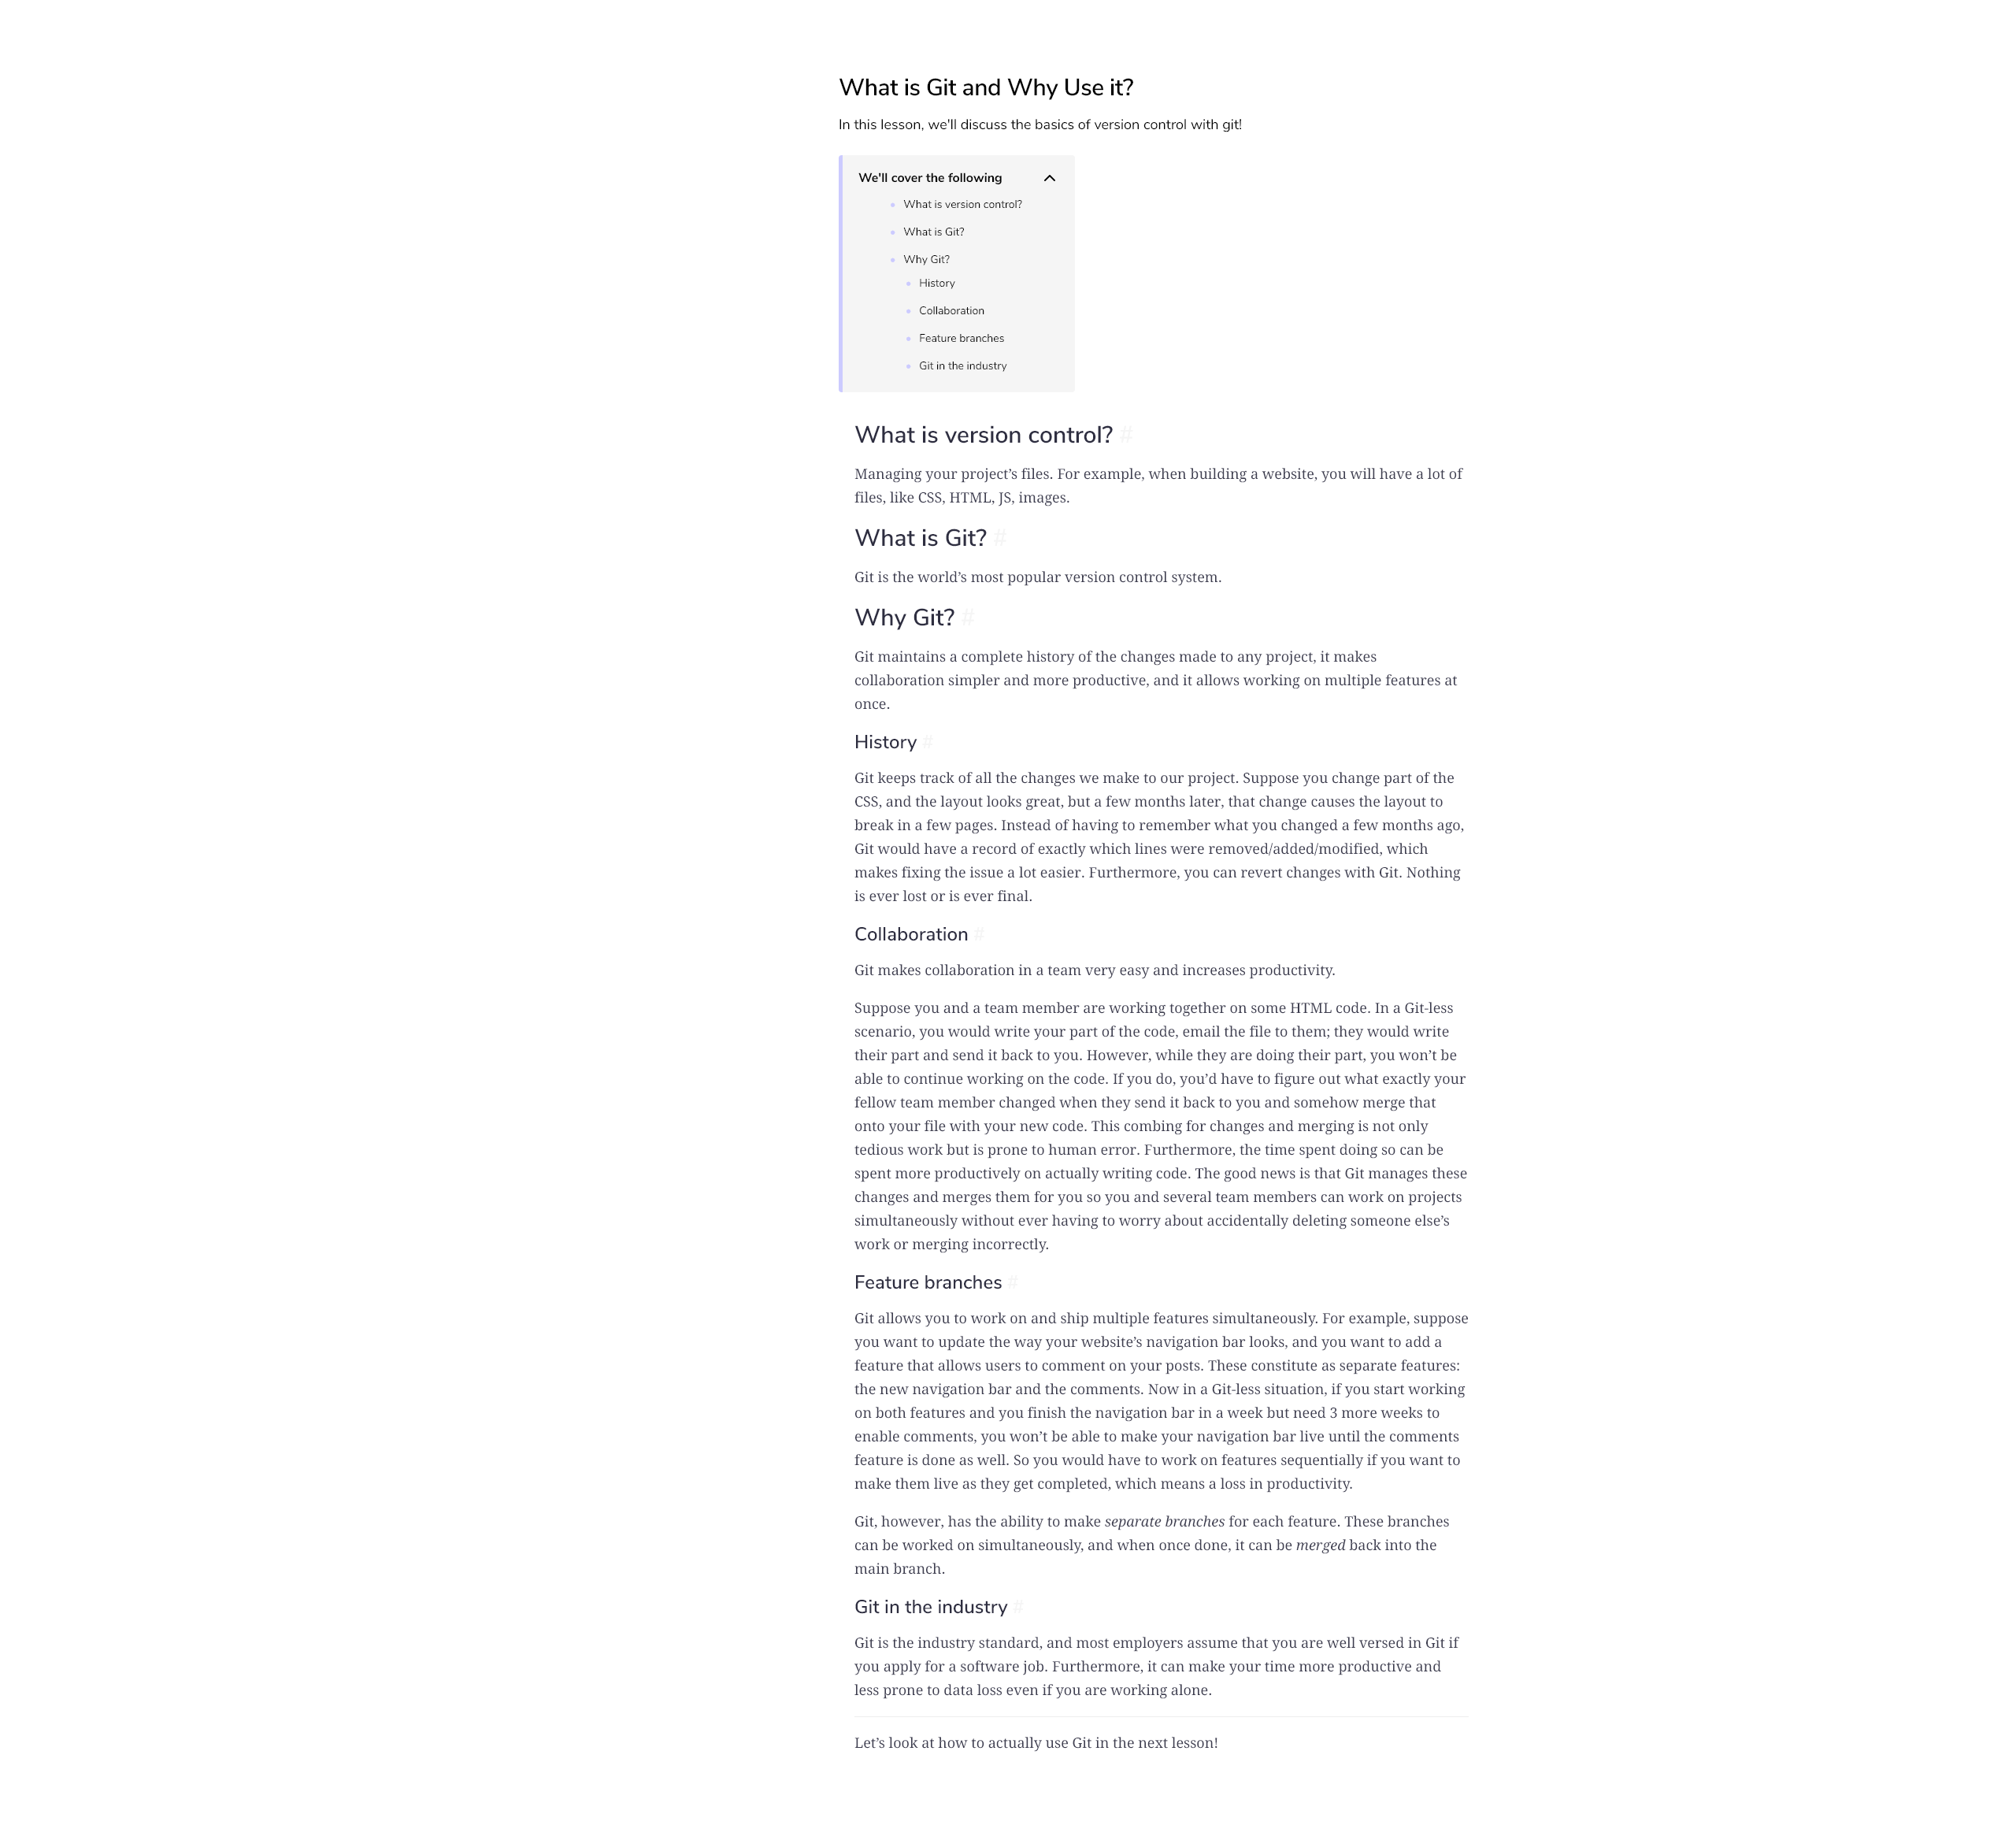 What is Git and Why Use it?
In this lesson, we'll discuss the basics of version control with git!
We'll cover the following
What is version control?
What is Git?
Why Git?
History
Collaboration
Feature branches
Git in the industry
What is version control? #
Managing your project’s files. For example, when building a website, you will have a lot of
files, like CSS, HTML, JS, images.
What is Git? #
Git is the world’s most popular version control system.
Why Git? #
Git maintains a complete history of the changes made to any project, it makes
collaboration simpler and more productive, and it allows working on multiple features at
once.
History #
Git keeps track of all the changes we make to our project. Suppose you change part of the
CSS, and the layout looks great, but a few months later, that change causes the layout to
break in a few pages. Instead of having to remember what you changed a few months ago,
Git would have a record of exactly which lines were removed/added/modified, which
makes fixing the issue a lot easier. Furthermore, you can revert changes with Git. Nothing
is ever lost or is ever final.
Collaboration #
Git makes collaboration in a team very easy and increases productivity.
Suppose you and a team member are working together on some HTML code. In a Git-less
scenario, you would write your part of the code, email the file to them; they would write
their part and send it back to you. However, while they are doing their part, you won’t be
able to continue working on the code. If you do, you’d have to figure out what exactly your
fellow team member changed when they send it back to you and somehow merge that
onto your file with your new code. This combing for changes and merging is not only
tedious work but is prone to human error. Furthermore, the time spent doing so can be
spent more productively on actually writing code. The good news is that Git manages these
changes and merges them for you so you and several team members can work on projects
simultaneously without ever having to worry about accidentally deleting someone else’s
work or merging incorrectly.
Feature branches #
Git allows you to work on and ship multiple features simultaneously. For example, suppose
you want to update the way your website’s navigation bar looks, and you want to add a
feature that allows users to comment on your posts. These constitute as separate features:
the new navigation bar and the comments. Now in a Git-less situation, if you start working
on both features and you finish the navigation bar in a week but need 3 more weeks to
enable comments, you won’t be able to make your navigation bar live until the comments
feature is done as well. So you would have to work on features sequentially if you want to
make them live as they get completed, which means a loss in productivity.
Git, however, has the ability to make separate branches for each feature. These branches
can be worked on simultaneously, and when once done, it can be merged back into the
main branch.
Git in the industry #
Git is the industry standard, and most employers assume that you are well versed in Git if
you apply for a software job. Furthermore, it can make your time more productive and
less prone to data loss even if you are working alone.
Let’s look at how to actually use Git in the next lesson!